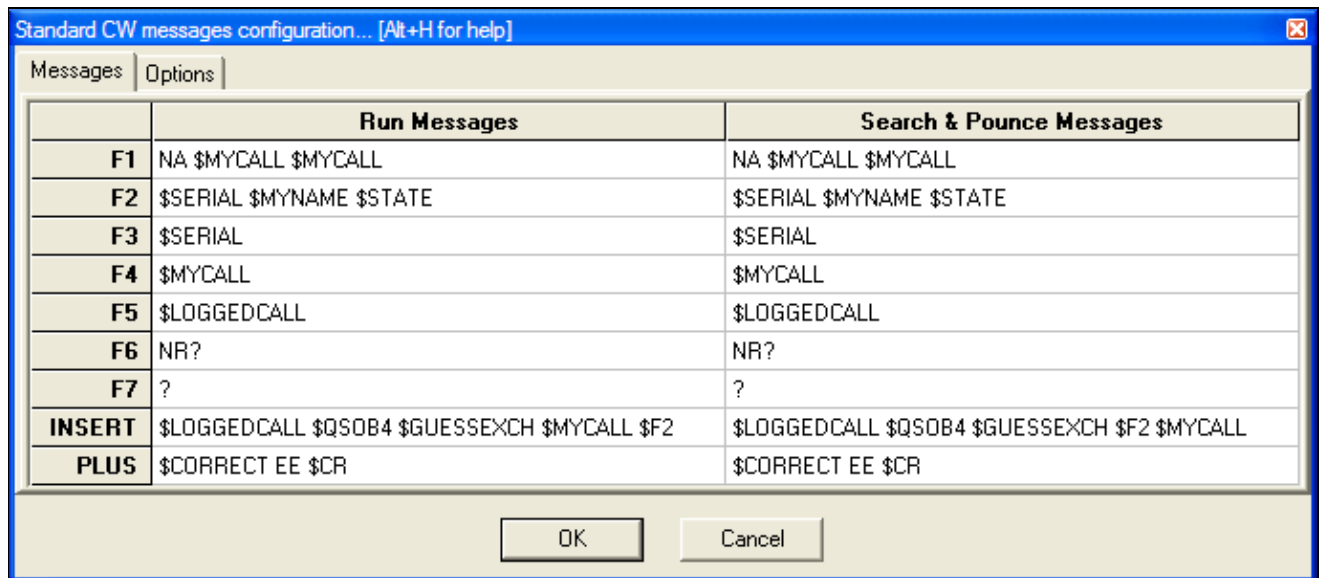 Standard CW messages configuration... [Alt+H for help]
Messages Options
Run Messages Search & Pounce Messages
F1 NA $MYCALL $MYCALL NA $MYCALL $MYCALL
F2 $SERIAL $MYNAME $STATE $SERIAL $MYNAME $STATE
F3 $SERIAL $SERIAL
F4 $MYCALL $MYCALL
F5 $LOGGEDCALL $LOGGEDCALL
F6 NR? NR?
F7 ? ?
INSERT $LOGGEDCALL $QSOB4 $GUESSEXCH $MYCALL $F2 $LOGGEDCALL $QSOB4 $GUESSEXCH $F2 $MYCALL
PLUS $CORRECT EE $CR $CORRECT EE $CR
OK Cancel